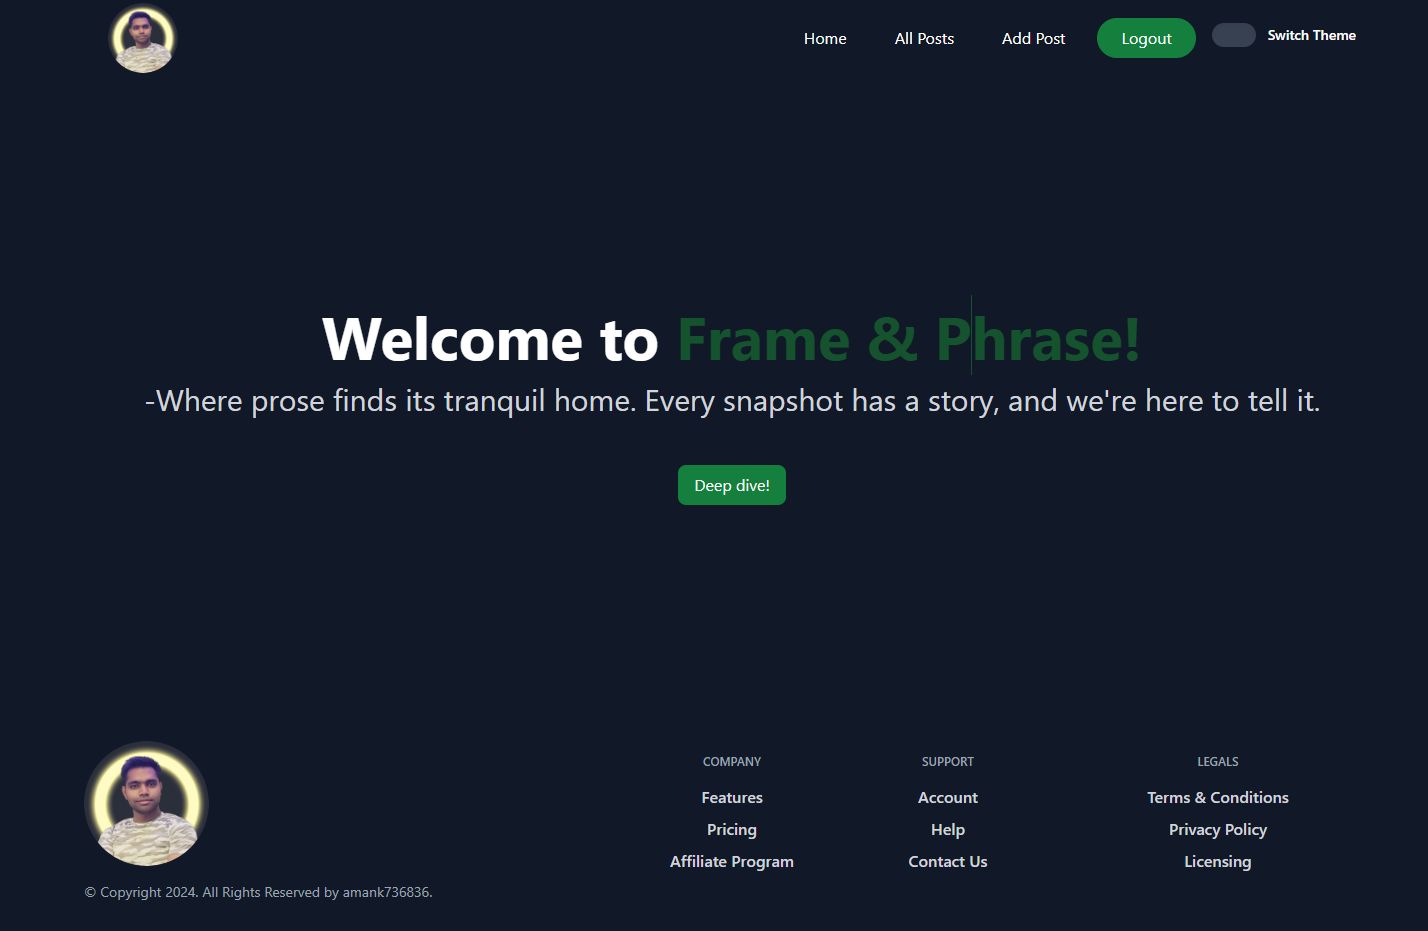 Home All Posts Add Post Logout Switch Theme
Welcome to Frame & Phrase!
-Where prose finds its tranquil home. Every snapshot has a story, and we're here to tell it.
Deep dive!
COMPANY SUPPORT LEGALS
Features Account Terms & Conditions
Pricing Help Privacy Policy
Affiliate Program Contact Us Licensing
© Copyright 2024. All Rights Reserved by amank736836.